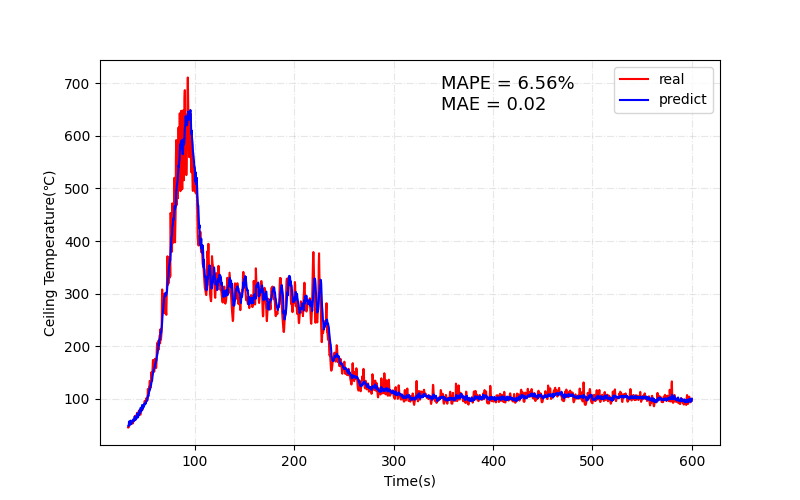 MAPE = 6.56%
MAE = 0.02
real
predict
700
600
500
400
300
200
100
Ceiling Temperature(℃)
100 200 300 400 500 600
Time(s)